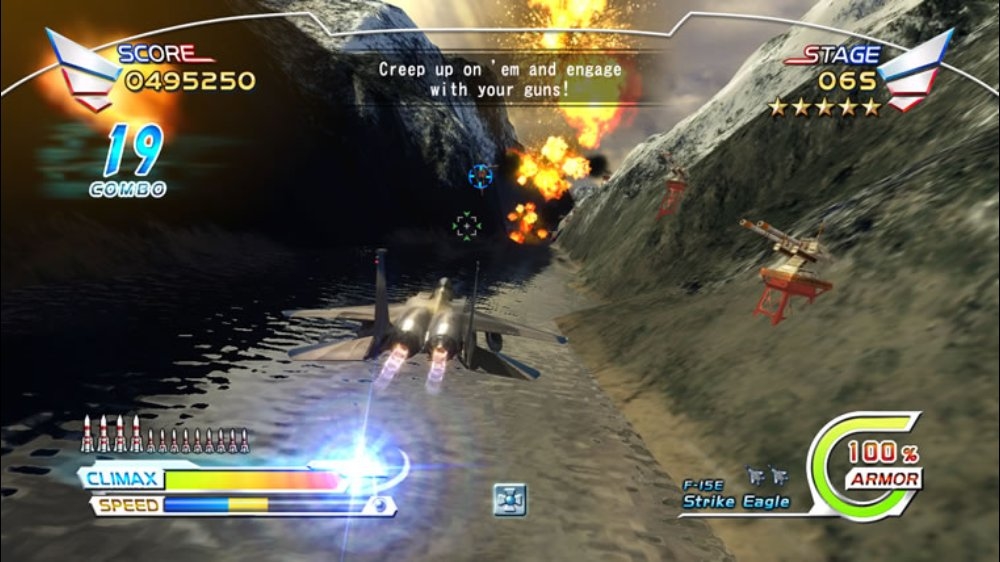 SCORE
0495250
19
COMBO
Creep up on 'em and engage
with your guns!
STAGE
06S
CLIMAX
SPEED
F-15E
Strike Eagle
100%
ARMOR